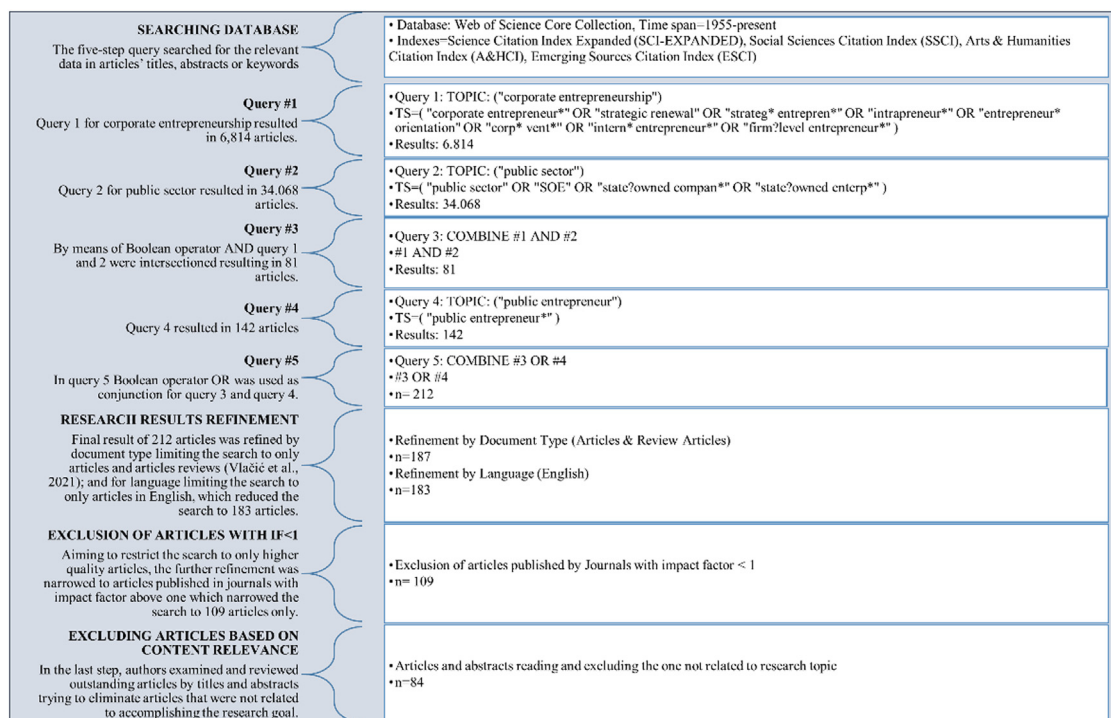 SEARCHING DATABASE
The five-step query searched for the relevant
data in articles' titles, abstracts or keywords
• Database: Web of Science Core Collection, Time span=1955-present
• Indexes=Science Citation Index Expanded (SCI-EXPANDED), Social Sciences Citation Index (SSCI), Arts & Humanities
Citation Index (A&HCI), Emerging Sources Citation Index (ESCI)
Query #1
Query 1 for corporate entrepreneurship resulted
in 6,814 articles.
•Query 1: TOPIC: ("corporate entrepreneurship")
•TS=( "corporate entrepreneur*" OR "strategic renewal" OR "strateg* entrepren*" OR "intrapreneur*" OR "entrepreneur*
orientation" OR "corp* vent*" OR "intern* entrepreneur*" OR "firm?level entrepreneur*" )
•Results: 6.814
Query #2
Query 2 for public sector resulted in 34.068
articles.
•Query 2: TOPIC: ("public sector")
•TS=( "public sector" OR "SOE" OR "state?owned compan*" OR "state?owned enterp*" )
•Results: 34.068
Query #3
By means of Boolean operator AND query 1
and 2 were intersectioned resulting in 81
articles.
•Query 3: COMBINE #1 AND #2
•#1 AND #2
•Results: 81
Query #4
Query 4 resulted in 142 articles
•Query 4: TOPIC: ("public entrepreneur")
•TS=( "public entrepreneur*" )
•Results: 142
Query #5
In query 5 Boolean operator OR was used as
conjunction for query 3 and query 4.
•Query 5: COMBINE #3 OR #4
•#3 OR #4
•n= 212
RESEARCH RESULTS REFINEMENT
Final result of 212 articles was refined by
document type limiting the search to only
articles and articles reviews (Vlačić et al.,
2021); and for language limiting the search to
only articles in English, which reduced the
search to 183 articles.
•Refinement by Document Type (Articles & Review Articles)
•n=187
•Refinement by Language (English)
•n=183
EXCLUSION OF ARTICLES WITH IF<1
Aiming to restrict the search to only higher
quality articles, the further refinement was
narrowed to articles published in journals with
impact factor above one which narrowed the
search to 109 articles only.
•Exclusion of articles published by Journals with impact factor < 1
•n= 109
EXCLUDING ARTICLES BASED ON
CONTENT RELEVANCE
In the last step, authors examined and reviewed
outstanding articles by titles and abstracts
trying to eliminate articles that were not related
to accomplishing the research goal.
•Articles and abstracts reading and excluding the one not related to research topic
•n=84